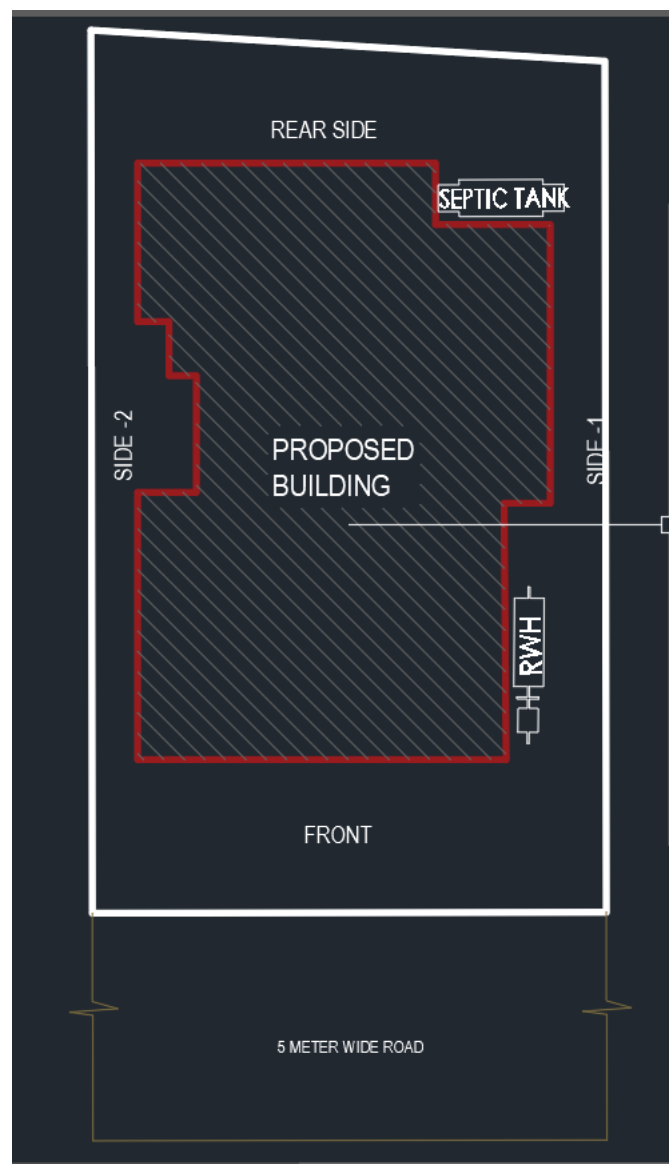 REAR SIDE
SEPTIC TANK
SIDE -2
PROPOSED
BUILDING
SIDE -1
RWH
FRONT
5 METER WIDE ROAD